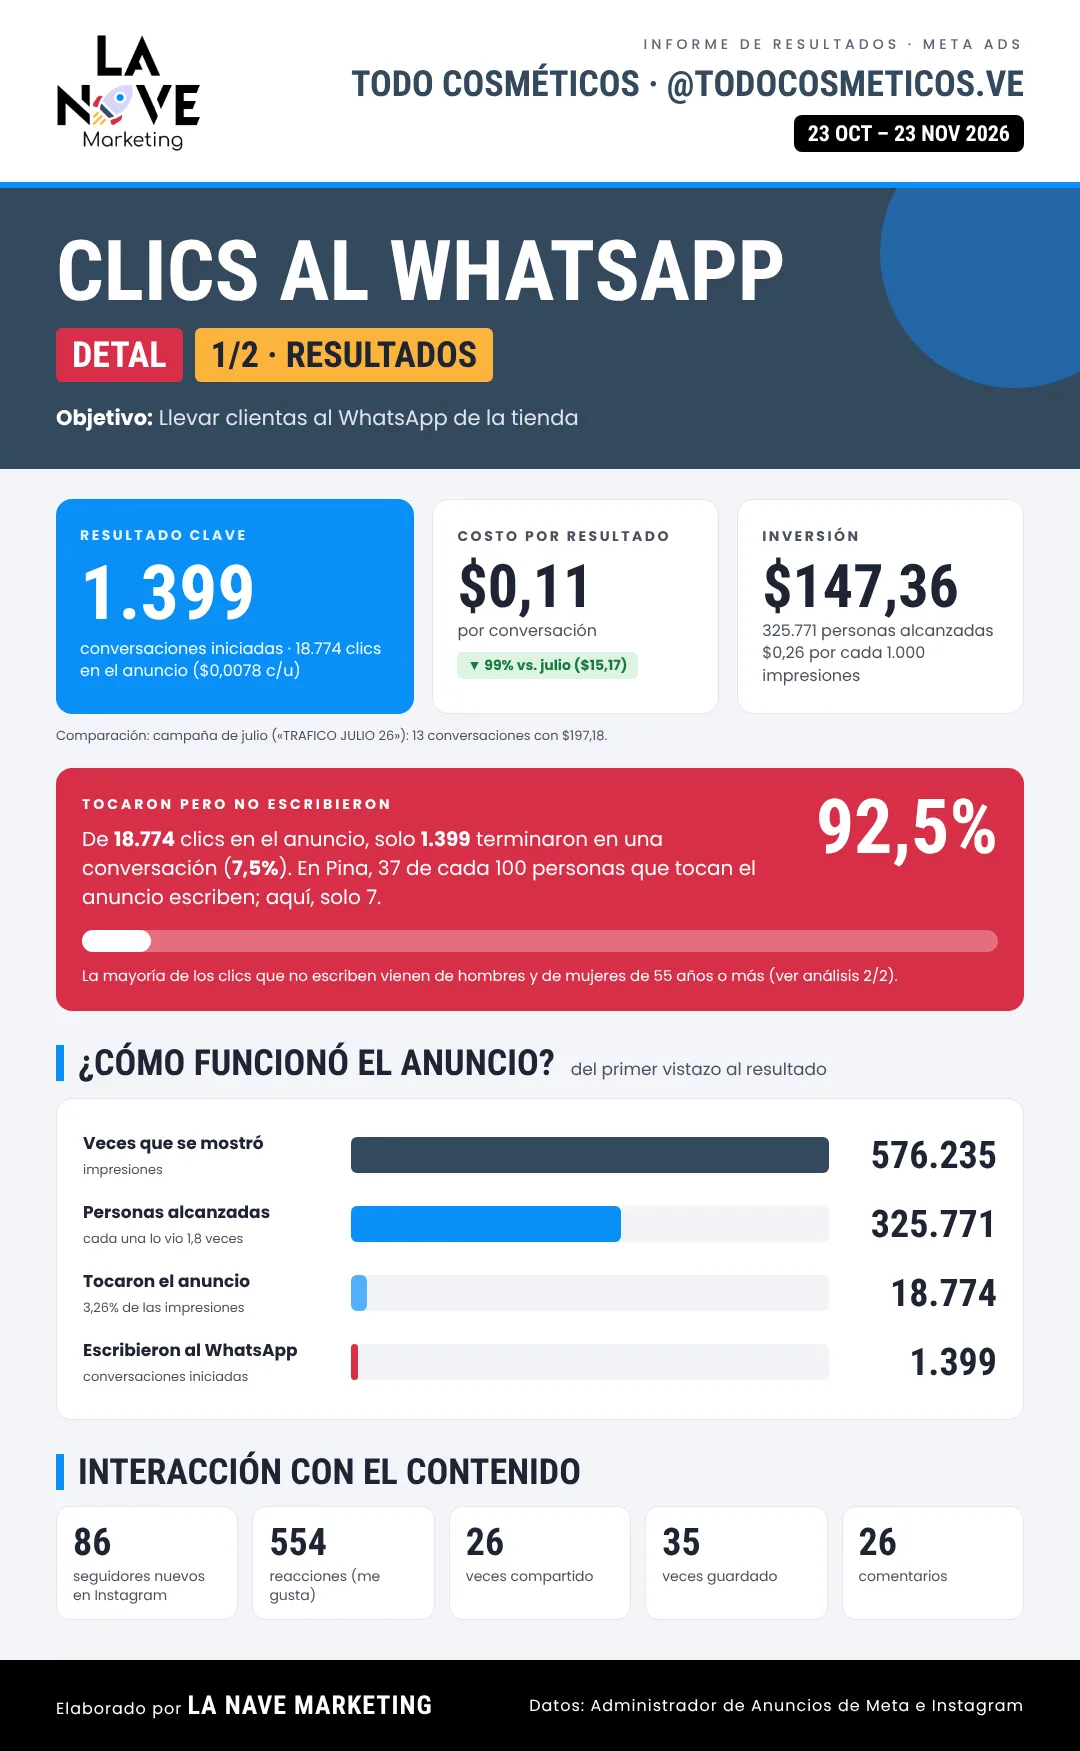 LA
NAVE
Marketing
INFORME DE RESULTADOS · META ADS
TODO COSMÉTICOS · @TODOCOSMETICOS.VE
23 OCT – 23 NOV 2026
CLICS AL WHATSAPP
DETAL
1/2 · RESULTADOS
Objetivo: Llevar clientas al WhatsApp de la tienda
RESULTADO CLAVE
1.399
conversaciones iniciadas · 18.774 clics
en el anuncio ($0,0078 c/u)
COSTO POR RESULTADO
$0,11
por conversación
▼ 99% vs. julio ($15,17)
INVERSIÓN
$147,36
325.771 personas alcanzadas
$0,26 por cada 1.000
impresiones
Comparación: campaña de julio («TRAFICO JULIO 26»): 13 conversaciones con $197,18.
TOCARON PERO NO ESCRIBIERON
De 18.774 clics en el anuncio, solo 1.399 terminaron en una
conversación (7,5%). En Pina, 37 de cada 100 personas que tocan el
anuncio escriben; aquí, solo 7.
92,5%
La mayoría de los clics que no escriben vienen de hombres y de mujeres de 55 años o más (ver análisis 2/2).
¿CÓMO FUNCIONÓ EL ANUNCIO? del primer vistazo al resultado
Veces que se mostró
impresiones
576.235
Personas alcanzadas
cada una lo vio 1,8 veces
325.771
Tocaron el anuncio
3,26% de las impresiones
18.774
Escribieron al WhatsApp
conversaciones iniciadas
1.399
INTERACCIÓN CON EL CONTENIDO
86
seguidores nuevos
en Instagram
554
reacciones (me
gusta)
26
veces compartido
35
veces guardado
26
comentarios
Elaborado por LA NAVE MARKETING
Datos: Administrador de Anuncios de Meta e Instagram